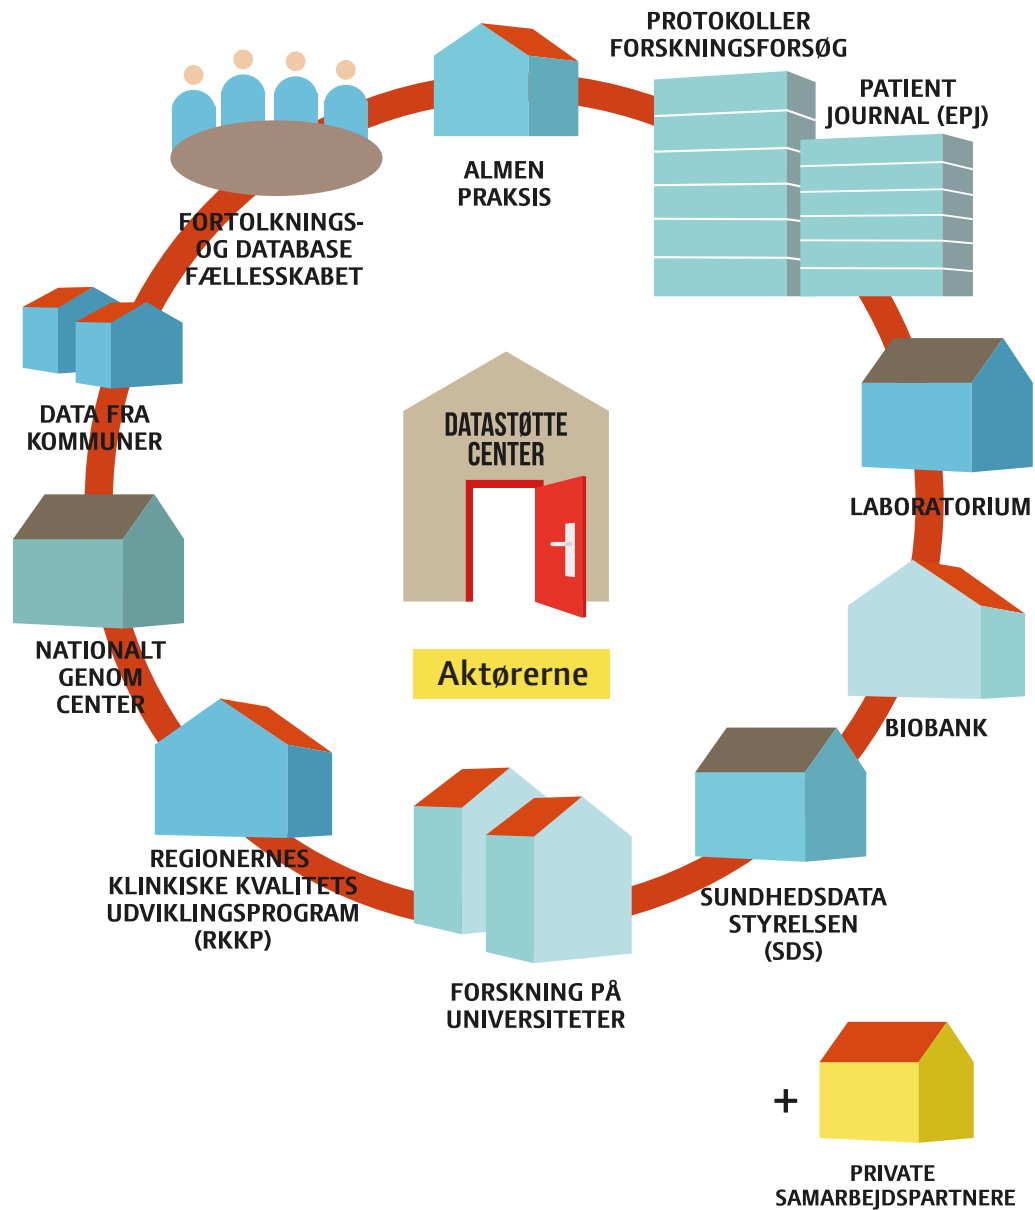 PROTOKOLLER
FORSKNINGSFORSØG
PATIENT
JOURNAL (EPJ)
ALMEN
PRAKSIS
FORTOLKNINGS-
OG DATABASE
FÆLLESSKABET
DATA FRA
KOMMUNER
DATASTØTTE
CENTER
LABORATORIUM
NATIONALT
GENOM
CENTER
Aktørerne
BIOBANK
REGIONERNES
KLINKISKE KVALITETS
UDVIKLINGSPROGRAM
(RKKP)
SUNDHEDSDATA
STYRELSEN
(SDS)
FORSKNING PÅ
UNIVERSITETER
+
PRIVATE
SAMARBEJDSPARTNERE